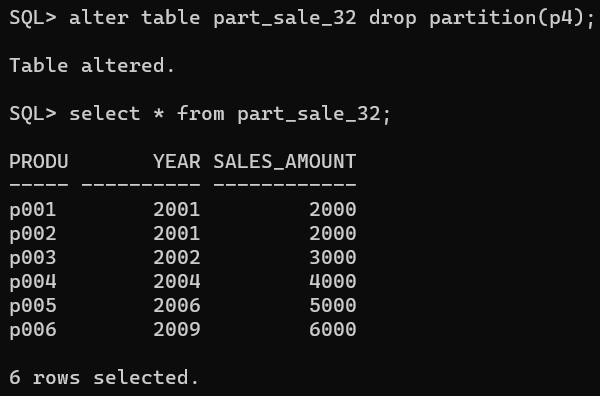 SQL> alter table part_sale_32 drop partition(p4);
Table altered.
SQL> select * from part_sale_32;
PRODU       YEAR SALES_AMOUNT
----- ---------- ------------
p001        2001         2000
p002        2001         2000
p003        2002         3000
p004        2004         4000
p005        2006         5000
p006        2009         6000
6 rows selected.